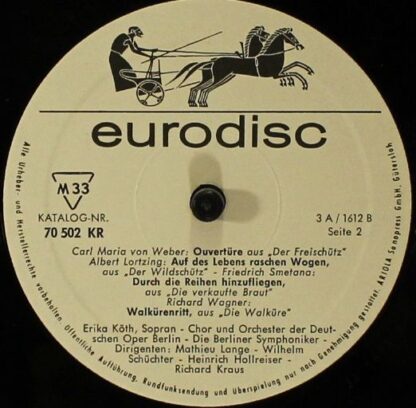 eurodisc
M 33
KATALOG-NR.
70 502 KR
3 A / 1612 B
Seite 2
Carl Maria von Weber: Ouvertüre aus „Der Freischütz"
Albert Lortzing: Auf des Lebens raschen Wogen,
aus „Der Wildschütz" - Friedrich Smetana:
Durch die Reihen hinzufliegen,
aus „Die verkaufte Braut"
Richard Wagner:
Walkürenritt, aus „Die Walküre"
Erika Köth, Sopran - Chor und Orchester der Deut-
schen Oper Berlin - Die Berliner Symphoniker -
Dirigenten: Mathieu Lange - Wilhelm
Schüchter - Heinrich Hollreiser -
Richard Kraus
Alle Urheber- und Herstellerrechte vorbehalten. Öffentliche Aufführung, Rundfunksendung und Überspielung nur nach Genehmigung gestattet. ARIOLA Sonopress GmbH. Gütersloh